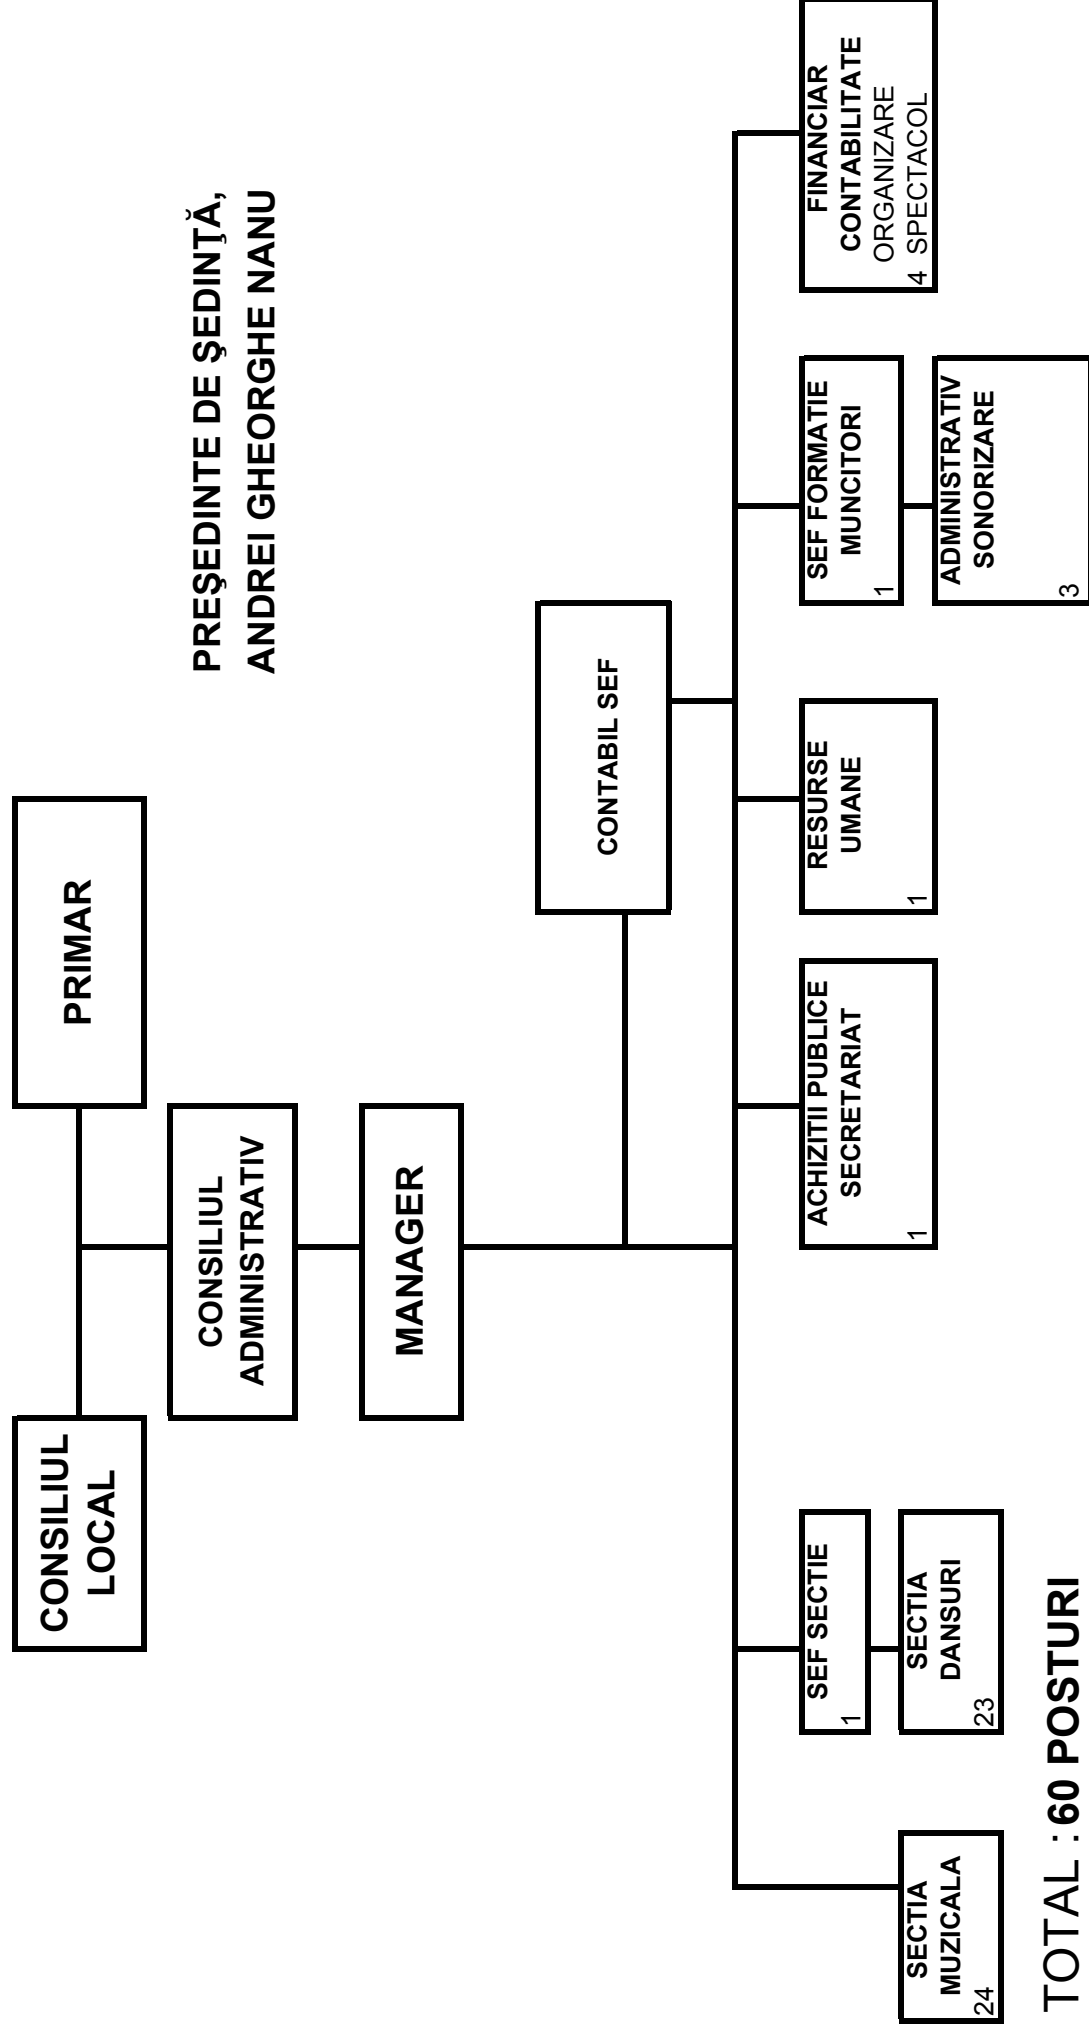 CONSILIUL
LOCAL
PRIMAR
PREŞEDINTE DE ŞEDINŢĂ,
ANDREI GHEORGHE NANU
CONSILIUL
ADMINISTRATIV
MANAGER
CONTABIL SEF
SECTIA
MUZICALA
24
SEF SECTIE
1
SECTIA
DANSURI
23
ACHIZITII PUBLICE
SECRETARIAT
1
RESURSE
UMANE
1
SEF FORMATIE
MUNCITORI
1
ADMINISTRATIV
SONORIZARE
3
FINANCIAR
CONTABILITATE
ORGANIZARE
4 SPECTACOL
TOTAL : 60 POSTURI